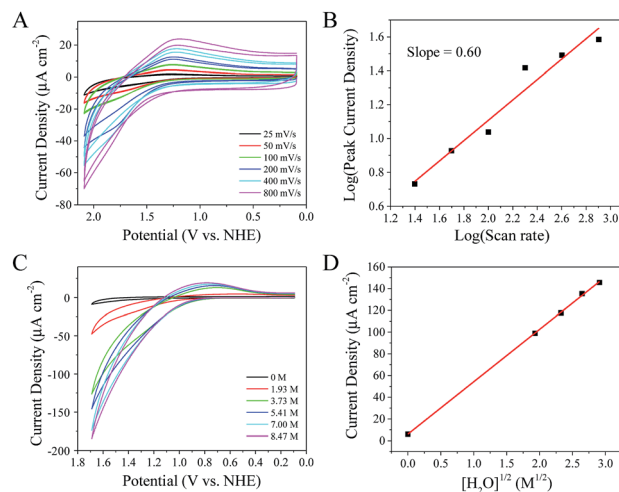 A
Current Density (μA cm⁻²)
40
20
0
-20
-40
-60
-80
25 mV/s
50 mV/s
100 mV/s
200 mV/s
400 mV/s
800 mV/s
2.0 1.5 1.0 0.5 0.0
Potential (V vs. NHE)
B
Log(Peak Current Density)
1.6
1.4
1.2
1.0
0.8
0.6
Slope = 0.60
1.2 1.4 1.6 1.8 2.0 2.2 2.4 2.6 2.8 3.0
Log(Scan rate)
C
Current Density (μA cm⁻²)
0
-50
-100
-150
-200
0 M
1.93 M
3.73 M
5.41 M
7.00 M
8.47 M
1.8 1.6 1.4 1.2 1.0 0.8 0.6 0.4 0.2 0.0
Potential (V vs. NHE)
D
Current Density (μA cm⁻²)
160
140
120
100
80
60
40
20
0
0.0 0.5 1.0 1.5 2.0 2.5 3.0
[H₂O]¹/² (M¹/²)